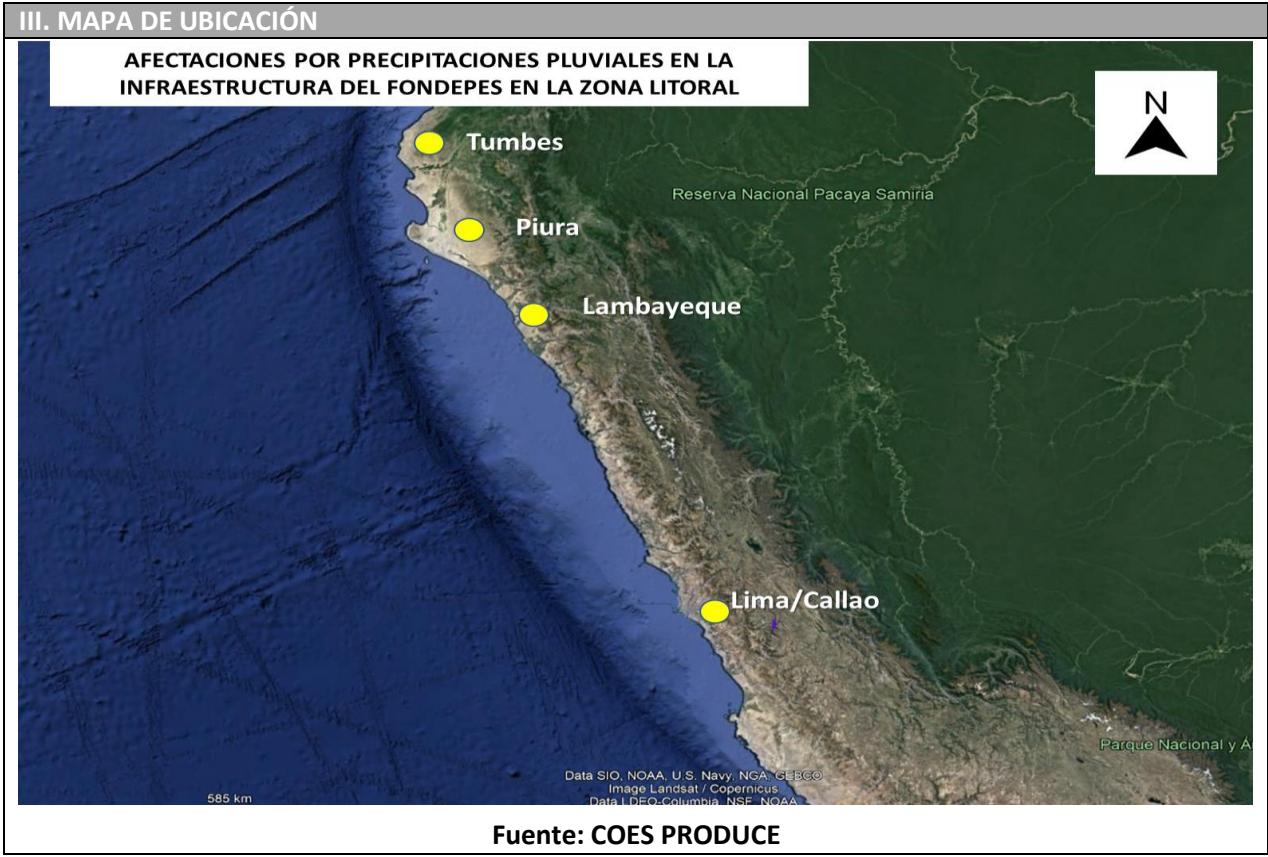 III. MAPA DE UBICACIÓN
AFECTACIONES POR PRECIPITACIONES PLUVIALES EN LA
INFRAESTRUCTURA DEL FONDEPES EN LA ZONA LITORAL
N
Tumbes
Reserva Nacional Pacaya Samiria
Piura
Lambayeque
Lima/Callao
Parque Nacional y Á
Data SIO, NOAA, U.S. Navy, NGA, GEBCO
Image Landsat / Copernicus
Data LDEO-Columbia, NSF, NOAA
585 km
Fuente: COES PRODUCE